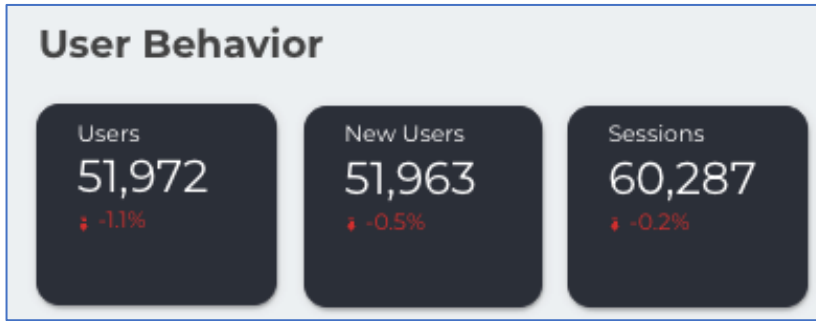 User Behavior
Users
51,972
-1.1%
New Users
51,963
-0.5%
Sessions
60,287
-0.2%